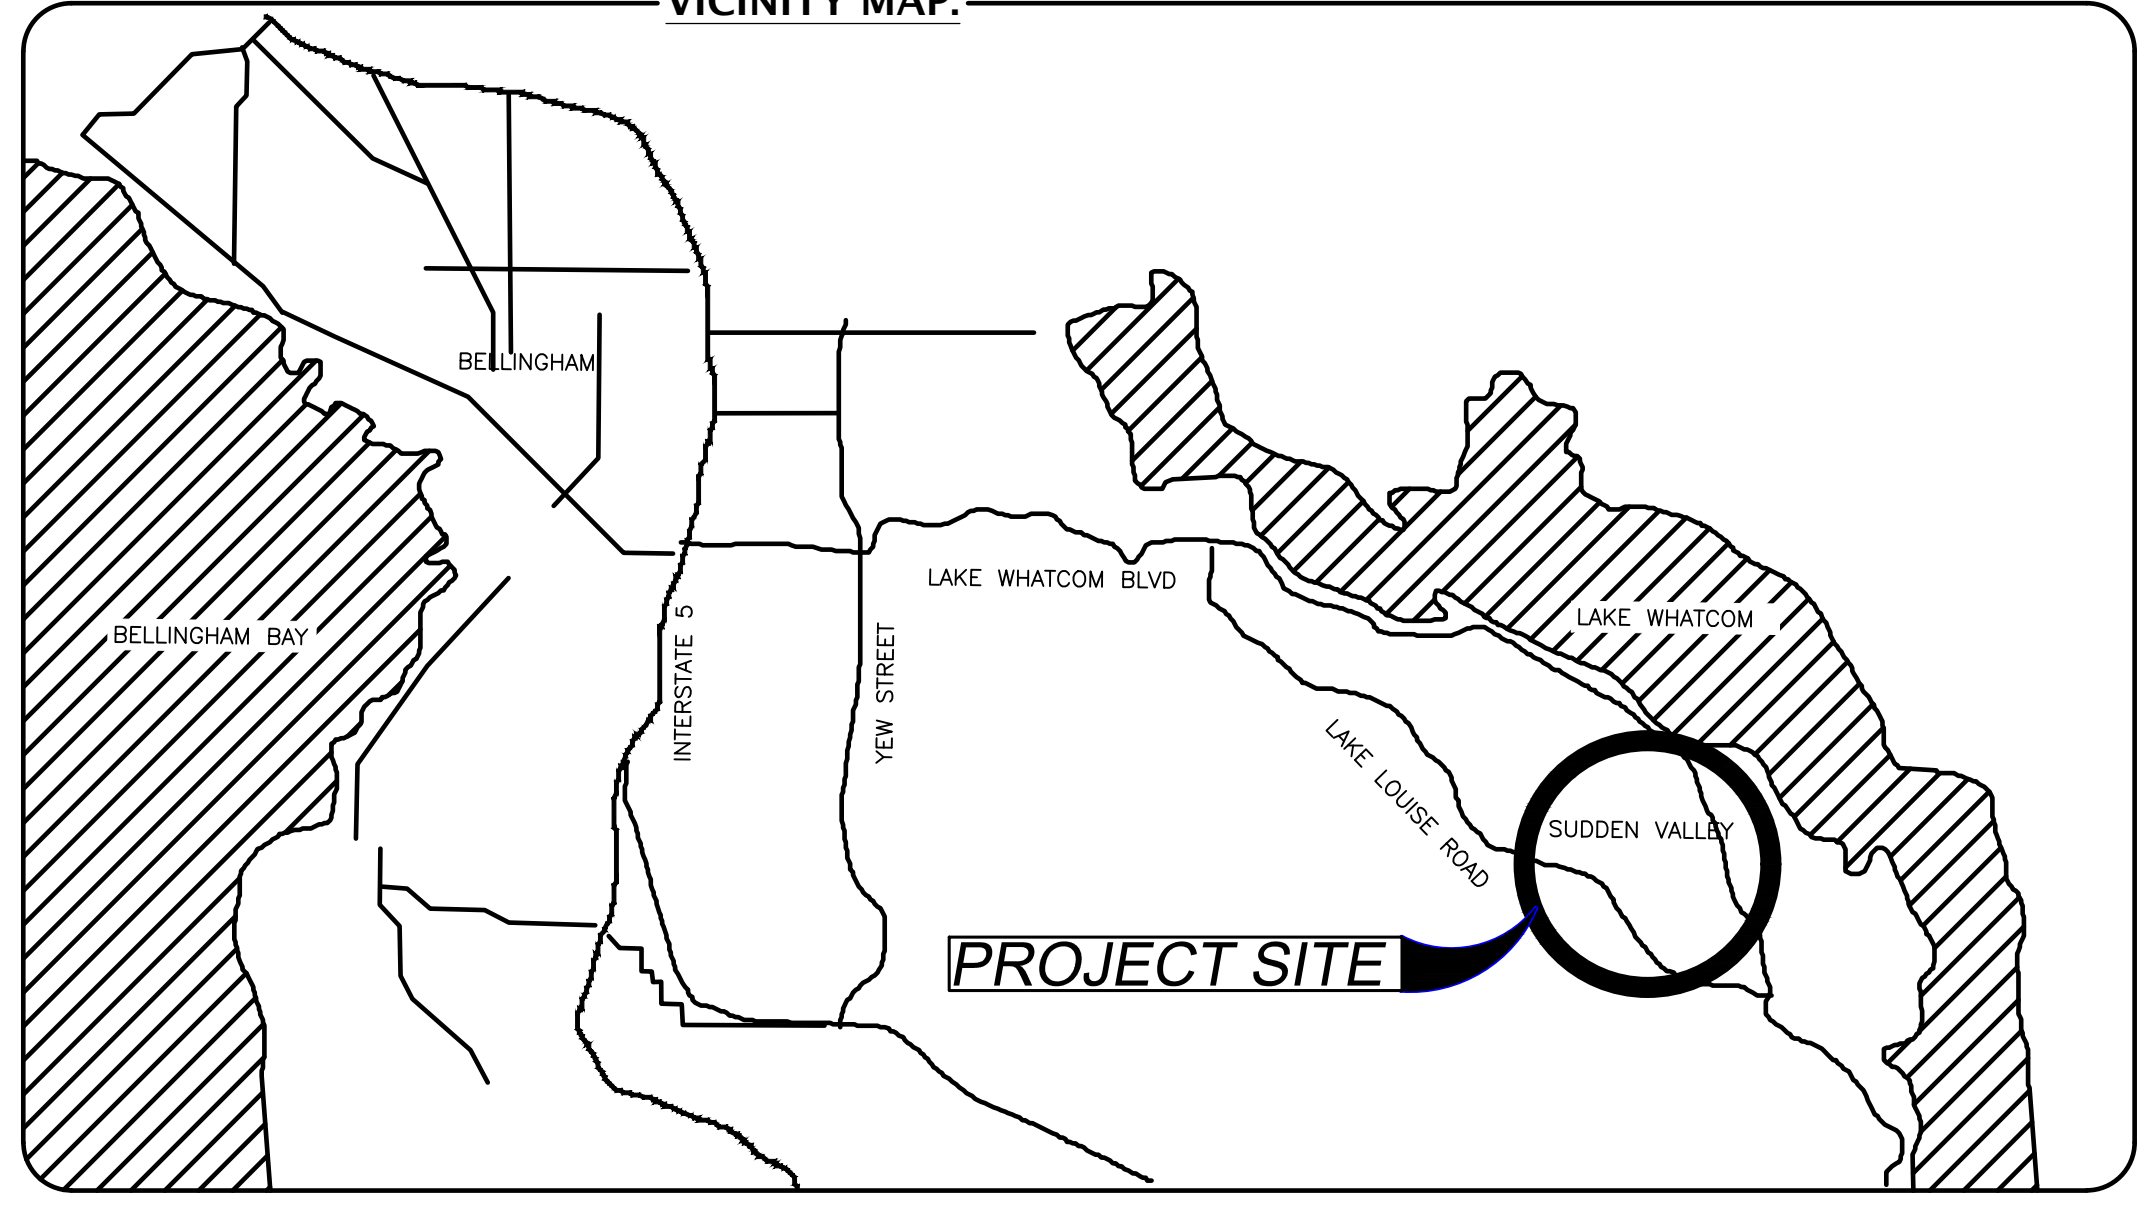 VICINITY MAP:
BELLINGHAM
LAKE WHATCOM BLVD
BELLINGHAM BAY
INTERSTATE 5
YEW STREET
LAKE WHATCOM
LAKE LOUISE ROAD
SUDDEN VALLEY
PROJECT SITE